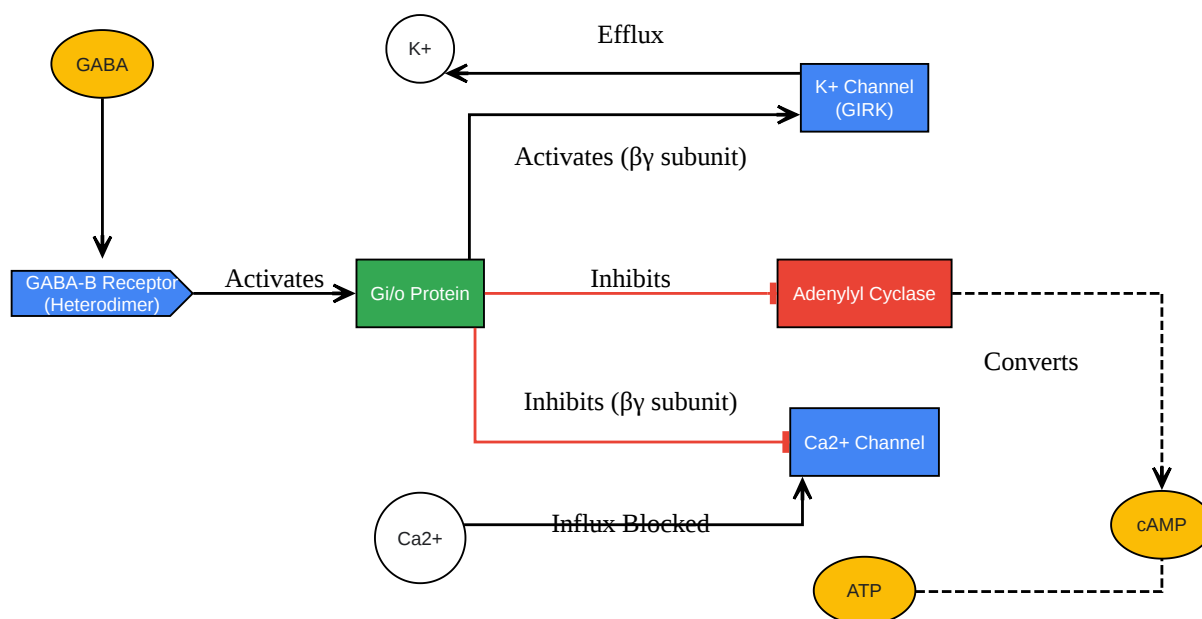 Efflux
K+
GABA
K+ Channel
(GIRK)
Activates (βγ subunit)
GABA-B Receptor
(Heterodimer)
Activates
Gi/o Protein
Inhibits
Adenylyl Cyclase
Converts
Inhibits (βγ subunit)
Ca2+ Channel
Influx Blocked
Ca2+
cAMP
ATP